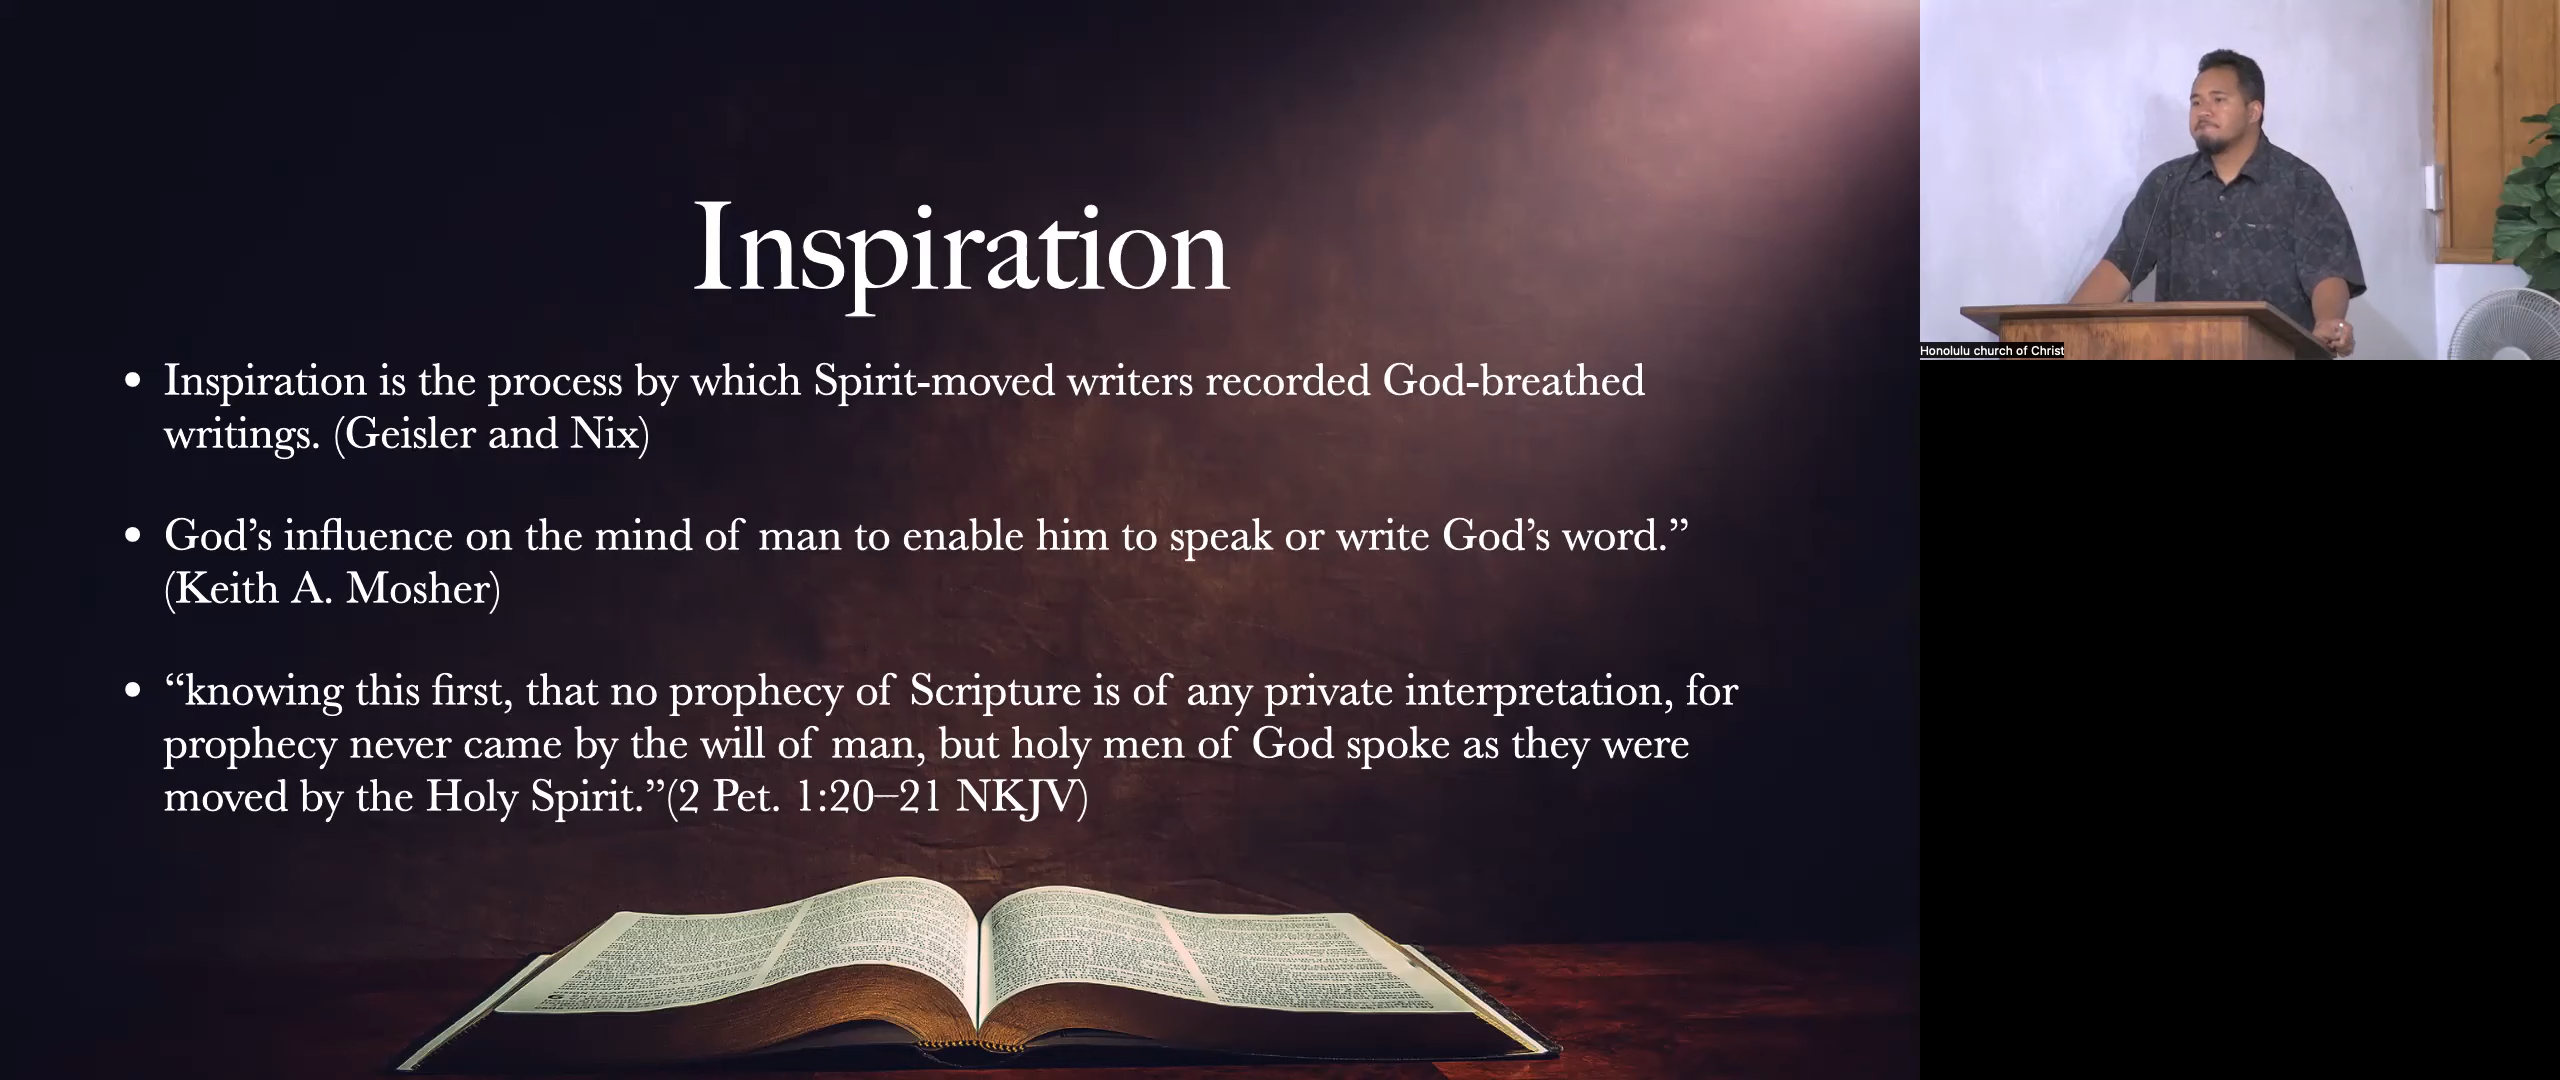 Inspiration
• Inspiration is the process by which Spirit-moved writers recorded God-breathed
writings. (Geisler and Nix)
• God’s influence on the mind of man to enable him to speak or write God’s word.”
(Keith A. Mosher)
• “knowing this first, that no prophecy of Scripture is of any private interpretation, for
prophecy never came by the will of man, but holy men of God spoke as they were
moved by the Holy Spirit.”(2 Pet. 1:20–21 NKJV)
Honolulu church of Christ